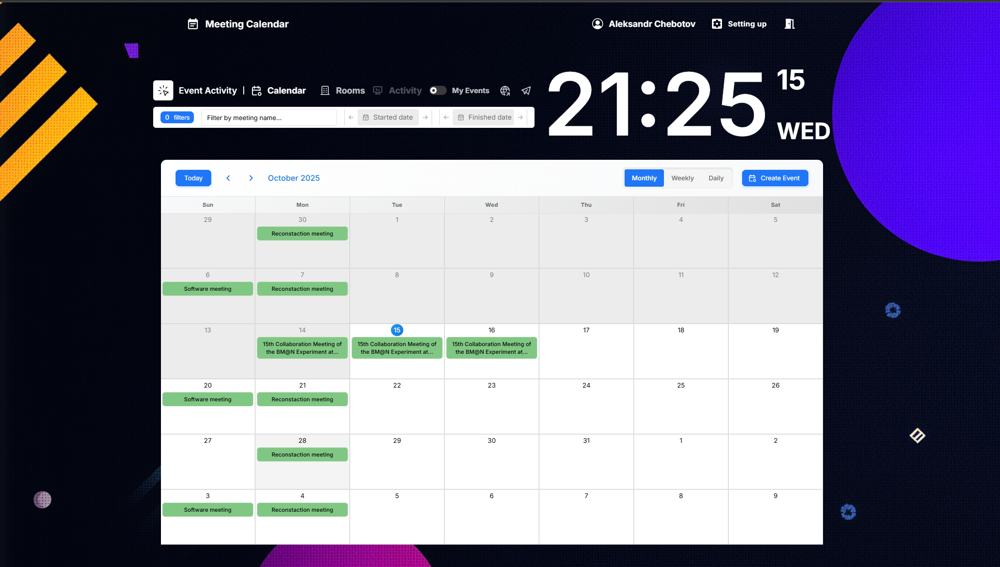 Meeting Calendar
Aleksandr Chebotov
Setting up
Event Activity
Calendar
Rooms
Activity
My Events
21:25
15
WED
0 filters
Filter by meeting name...
Started date
Finished date
Today
October 2025
Monthly
Weekly
Daily
Create Event
Sun
Mon
Tue
Wed
Thu
Fri
Sat
29
30
Reconstaction meeting
1
2
3
4
5
6
Software meeting
7
Reconstaction meeting
8
9
10
11
12
13
14
15th Collaboration Meeting of
the BM@N Experiment at...
15
15th Collaboration Meeting of
the BM@N Experiment at...
16
15th Collaboration Meeting of
the BM@N Experiment at...
17
18
19
20
Software meeting
21
Reconstaction meeting
22
23
24
25
26
27
28
Reconstaction meeting
29
30
31
1
2
3
Software meeting
4
Reconstaction meeting
5
6
7
8
9